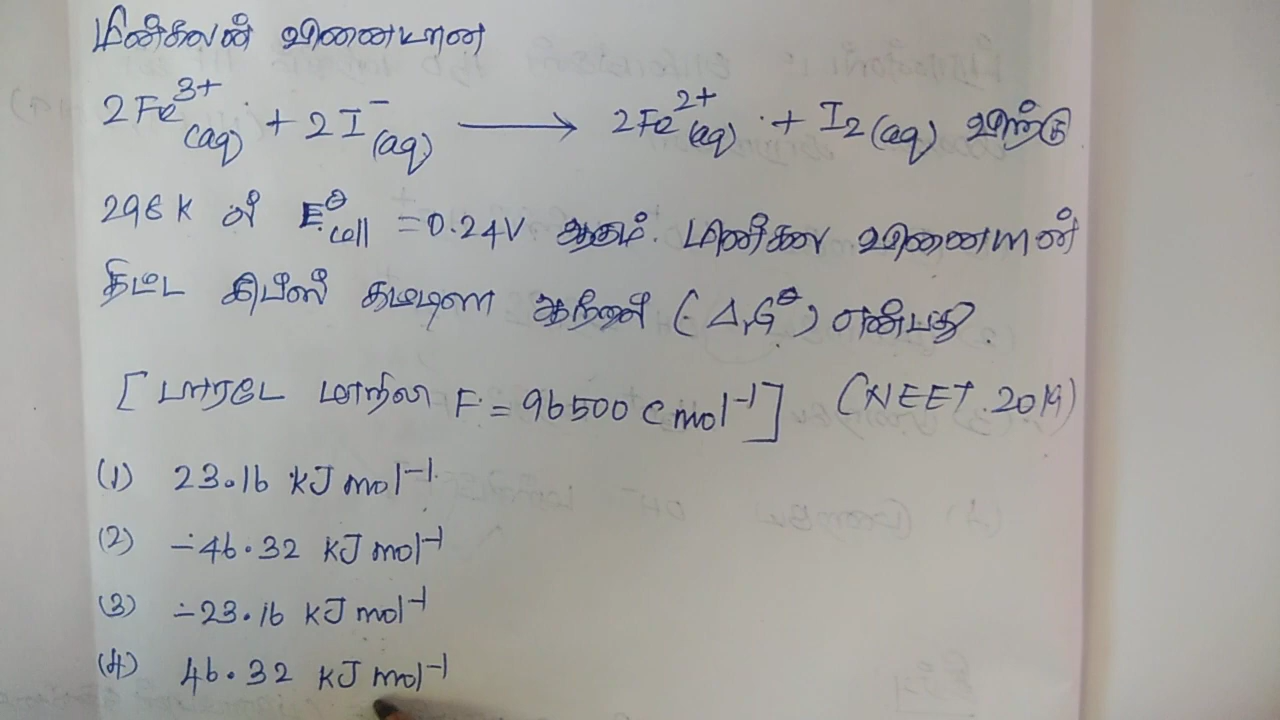 மின்கலன் வினையான
2Fe³⁺(aq) + 2I⁻(aq) ⟶ 2Fe²⁺(aq) + I₂(aq)
298 K ல் E°cell = 0.24V ஆகும். மின்கல வினையின்
திட்ட கிப்ஸ் கட்டிலா ஆற்றல் (ΔᵣG°) என்பது.
[பாரடே மாறிலி F = 96500 C mol⁻¹] (NEET. 2019)
(1) 23.16 kJ mol⁻¹
(2) -46.32 kJ mol⁻¹
(3) -23.16 kJ mol⁻¹
(4) 46.32 kJ mol⁻¹